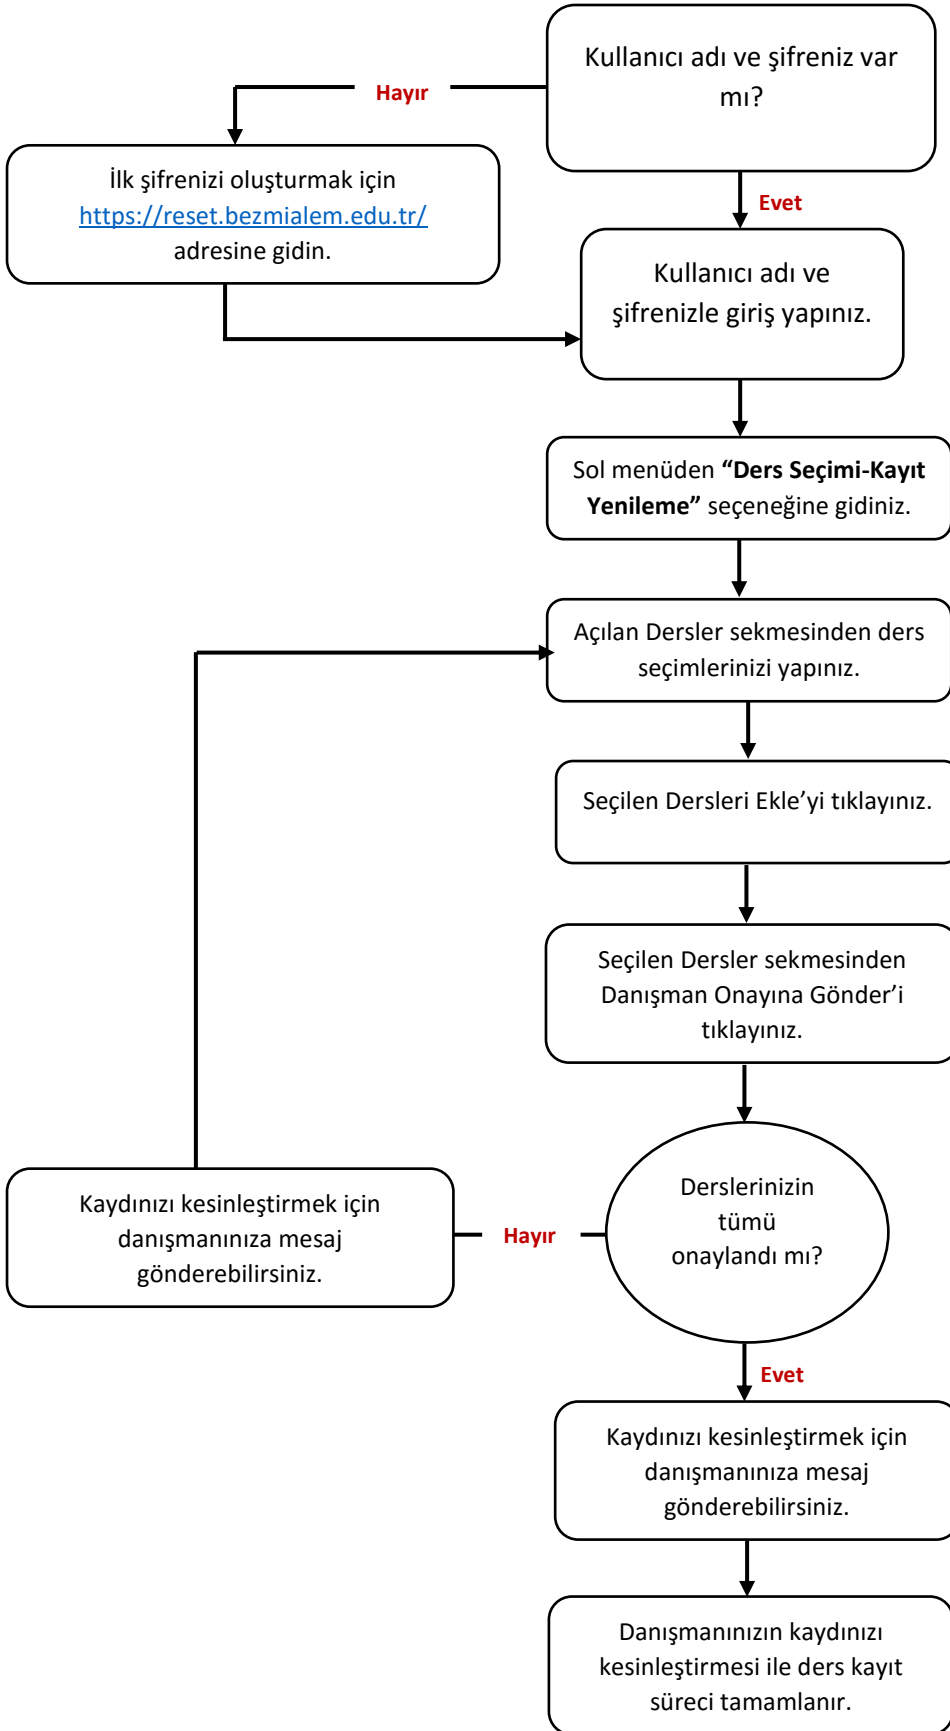 Kullanıcı adı ve şifreniz var
mı?
Hayır
İlk şifrenizi oluşturmak için
https://reset.bezmialem.edu.tr/
adresine gidin.
Evet
Kullanıcı adı ve
şifrenizle giriş yapınız.
Sol menüden “Ders Seçimi-Kayıt
Yenileme” seçeneğine gidiniz.
Açılan Dersler sekmesinden ders
seçimlerinizi yapınız.
Seçilen Dersleri Ekle’yi tıklayınız.
Seçilen Dersler sekmesinden
Danışman Onayına Gönder’i
tıklayınız.
Derslerinizin
tümü
onaylandı mı?
Hayır
Kaydınızı kesinleştirmek için
danışmanınıza mesaj
gönderebilirsiniz.
Evet
Kaydınızı kesinleştirmek için
danışmanınıza mesaj
gönderebilirsiniz.
Danışmanınızın kaydınızı
kesinleştirmesi ile ders kayıt
süreci tamamlanır.